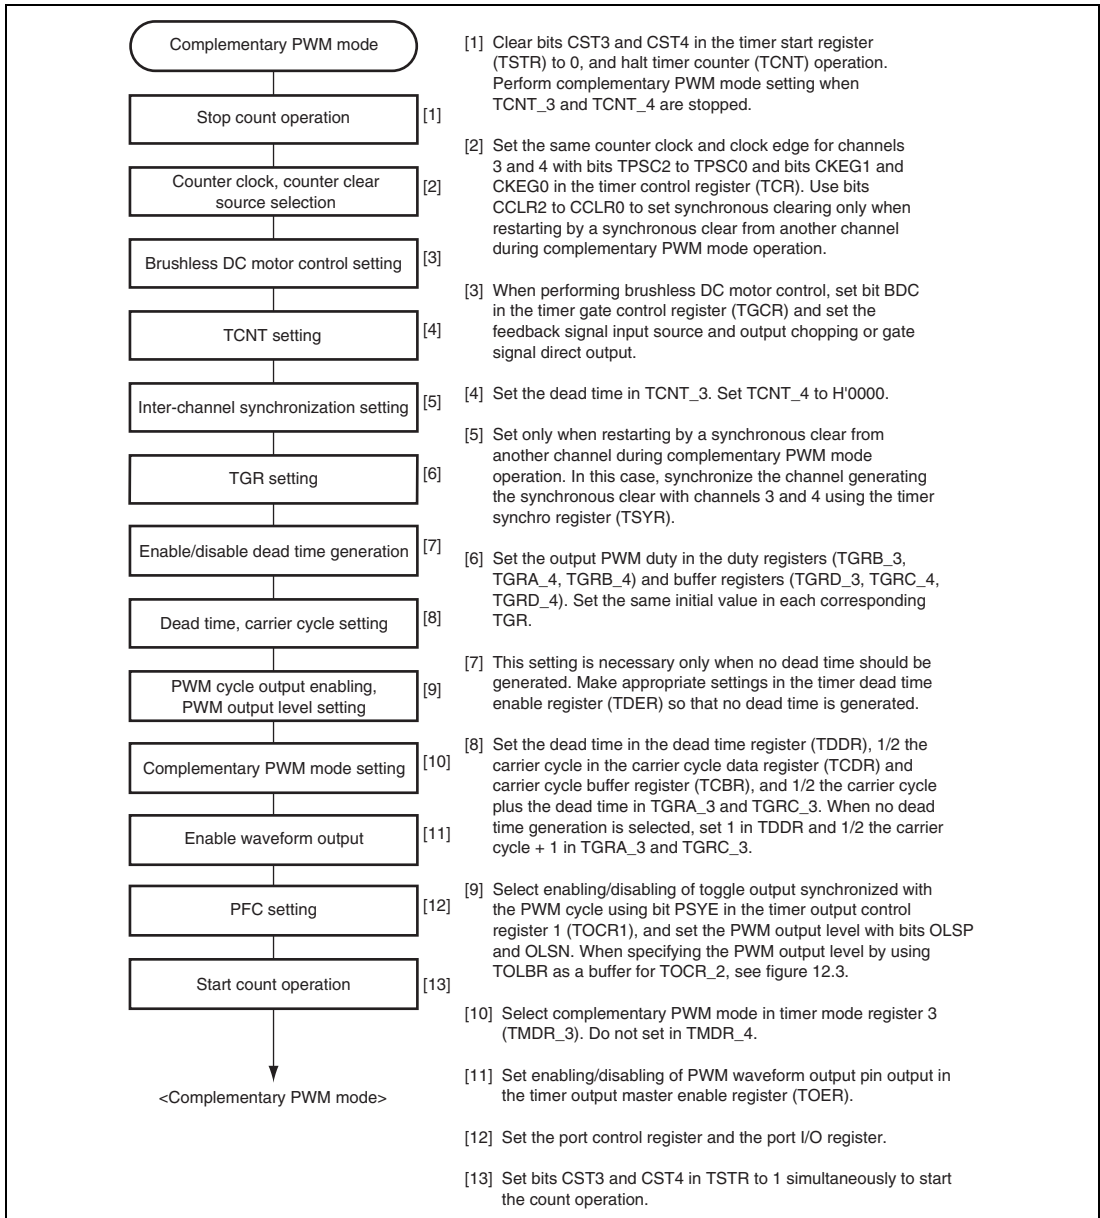 Complementary PWM mode
Stop count operation
[1]
Counter clock, counter clear
source selection
[2]
Brushless DC motor control setting
[3]
TCNT setting
[4]
Inter-channel synchronization setting
[5]
TGR setting
[6]
Enable/disable dead time generation
[7]
Dead time, carrier cycle setting
[8]
PWM cycle output enabling,
PWM output level setting
[9]
Complementary PWM mode setting
[10]
Enable waveform output
[11]
PFC setting
[12]
Start count operation
[13]
<Complementary PWM mode>
[1] Clear bits CST3 and CST4 in the timer start register
(TSTR) to 0, and halt timer counter (TCNT) operation.
Perform complementary PWM mode setting when
TCNT_3 and TCNT_4 are stopped.
[2] Set the same counter clock and clock edge for channels
3 and 4 with bits TPSC2 to TPSC0 and bits CKEG1 and
CKEG0 in the timer control register (TCR). Use bits
CCLR2 to CCLR0 to set synchronous clearing only when
restarting by a synchronous clear from another channel
during complementary PWM mode operation.
[3] When performing brushless DC motor control, set bit BDC
in the timer gate control register (TGCR) and set the
feedback signal input source and output chopping or gate
signal direct output.
[4] Set the dead time in TCNT_3. Set TCNT_4 to H'0000.
[5] Set only when restarting by a synchronous clear from
another channel during complementary PWM mode
operation. In this case, synchronize the channel generating
the synchronous clear with channels 3 and 4 using the timer
synchro register (TSYR).
[6] Set the output PWM duty in the duty registers (TGRB_3,
TGRA_4, TGRB_4) and buffer registers (TGRD_3, TGRC_4,
TGRD_4). Set the same initial value in each corresponding
TGR.
[7] This setting is necessary only when no dead time should be
generated. Make appropriate settings in the timer dead time
enable register (TDER) so that no dead time is generated.
[8] Set the dead time in the dead time register (TDDR), 1/2 the
carrier cycle in the carrier cycle data register (TCDR) and
carrier cycle buffer register (TCBR), and 1/2 the carrier cycle
plus the dead time in TGRA_3 and TGRC_3. When no dead
time generation is selected, set 1 in TDDR and 1/2 the carrier
cycle + 1 in TGRA_3 and TGRC_3.
[9] Select enabling/disabling of toggle output synchronized with
the PWM cycle using bit PSYE in the timer output control
register 1 (TOCR1), and set the PWM output level with bits OLSP
and OLSN. When specifying the PWM output level by using
TOLBR as a buffer for TOCR_2, see figure 12.3.
[10] Select complementary PWM mode in timer mode register 3
(TMDR_3). Do not set in TMDR_4.
[11] Set enabling/disabling of PWM waveform output pin output in
the timer output master enable register (TOER).
[12] Set the port control register and the port I/O register.
[13] Set bits CST3 and CST4 in TSTR to 1 simultaneously to start
the count operation.